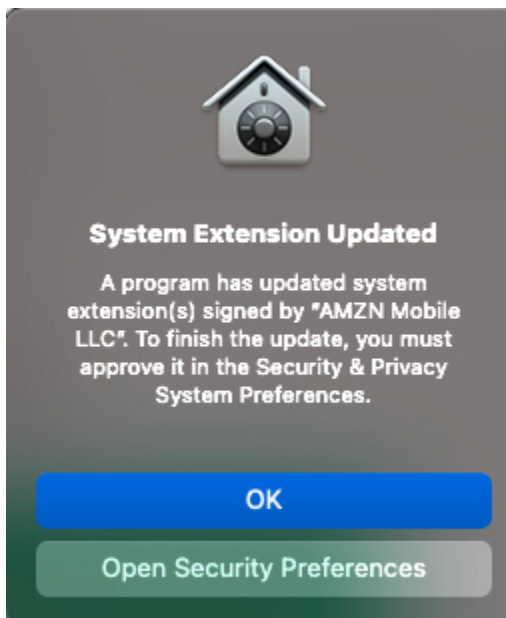 System Extension Updated
A program has updated system
extension(s) signed by "AMZN Mobile
LLC". To finish the update, you must
approve it in the Security & Privacy
System Preferences.
OK
Open Security Preferences